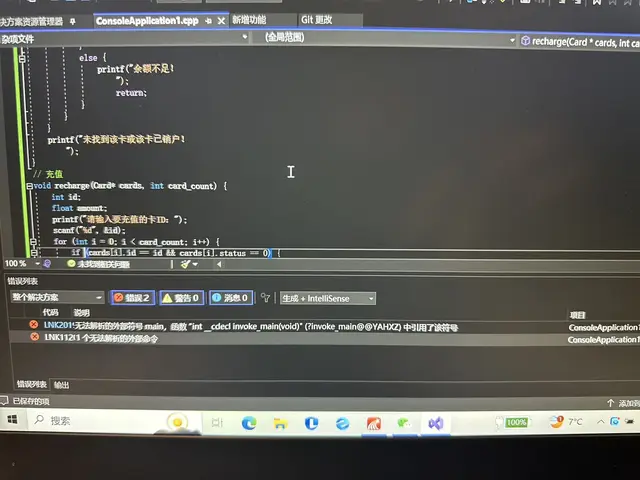 决方案资源管理器 ConsoleApplication1.cpp 新增功能 Git 更改
杂项文件 (全局范围) recharge(Card * cards, int ca
else {
printf("余额不足!
");
return;
}
}
}
printf("未找到该卡或该卡已销户!
");
}
// 充值
void recharge(Card* cards, int card_count) {
int id;
float amount;
printf("请输入要充值的卡ID: ");
scanf("%d", &id);
for (int i = 0; i < card_count; i++) {
if (cards[i].id == id && cards[i].status == 0) {
100 % 未找到相关问题
错误列表
整个解决方案 错误 2 警告 0 消息 0 生成 + IntelliSense
代码 说明 项目
LNK2019 无法解析的外部符号 main，函数 "int __cdecl invoke_main(void)" (?invoke_main@@YAHXZ) 中引用了该符号 ConsoleApplication
LNK1120 1 个无法解析的外部命令 ConsoleApplication
错误列表 输出
已保存的项 添加到
搜索 100% 7°C